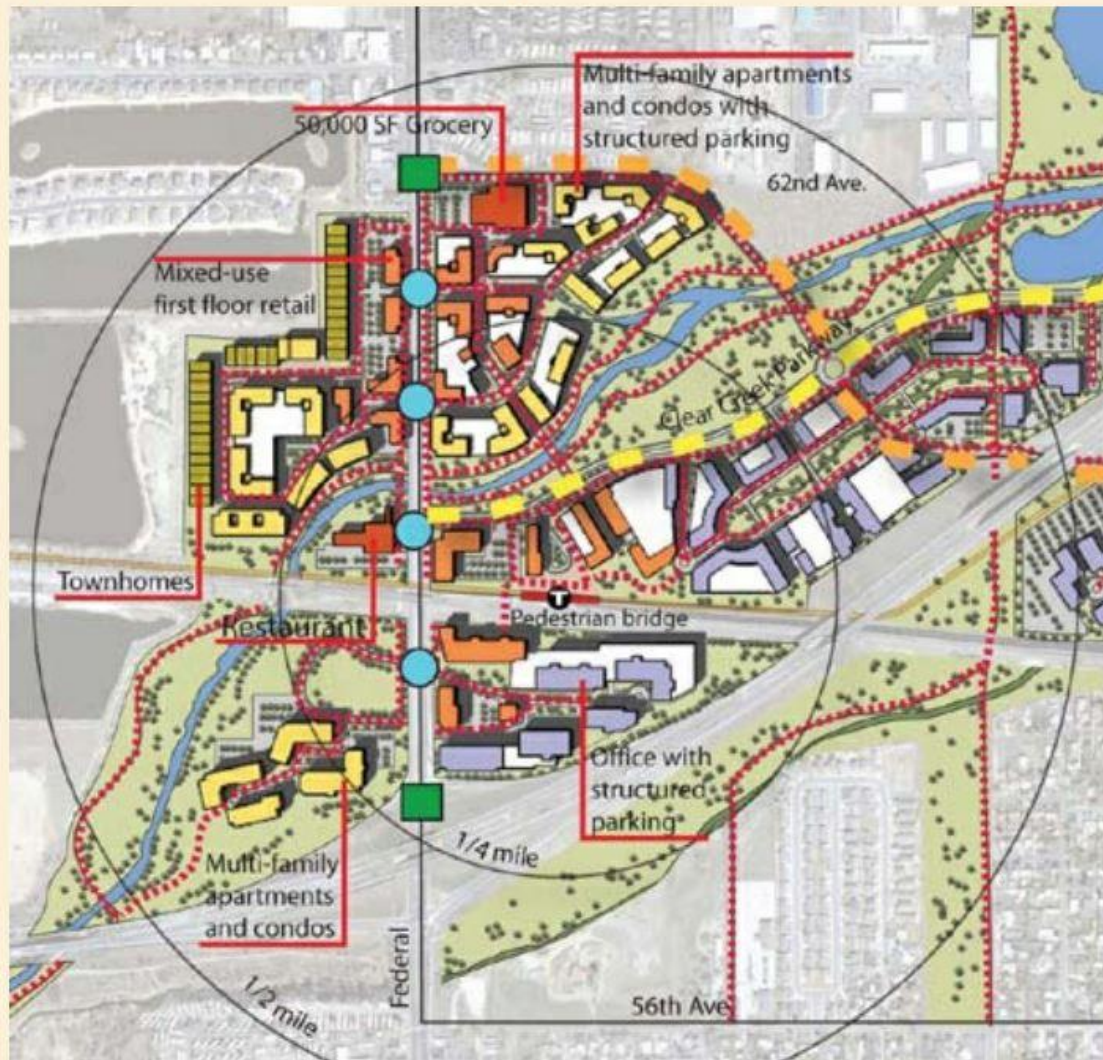 Multi-family apartments
and condos with
structured parking
50,000 SF Grocery
62nd Ave.
Mixed-use
first floor retail
Clear Creek Parkway
Townhomes
T
Pedestrian bridge
Restaurant
Office with
structured
parking
1/4 mile
Multi-family
apartments
and condos
Federal
1/2 mile
56th Ave